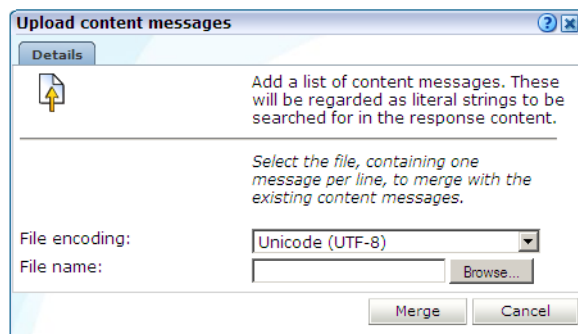 Upload content messages
Details
Add a list of content messages. These
will be regarded as literal strings to be
searched for in the response content.
Select the file, containing one
message per line, to merge with the
existing content messages.
File encoding:
Unicode (UTF-8)
File name:
Browse...
Merge
Cancel